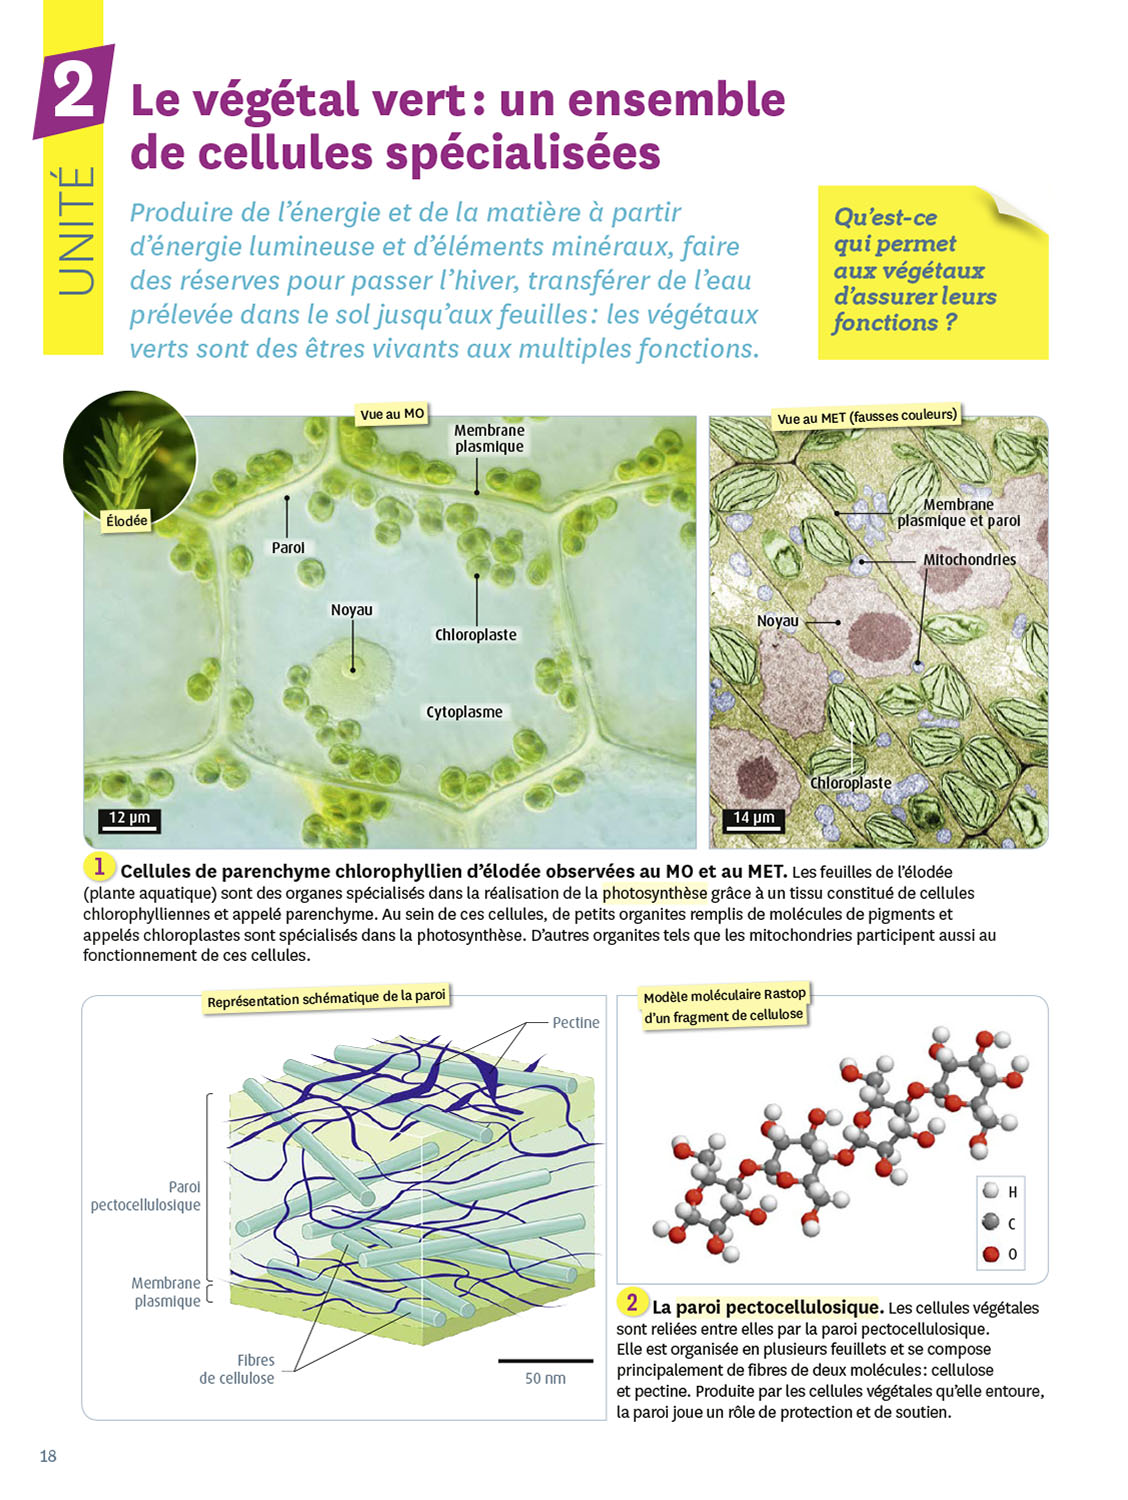 2
UNITÉ
Le végétal vert : un ensemble
de cellules spécialisées
Produire de l'énergie et de la matière à partir
d'énergie lumineuse et d'éléments minéraux, faire
des réserves pour passer l'hiver, transférer de l'eau
prélevée dans le sol jusqu'aux feuilles : les végétaux
verts sont des êtres vivants aux multiples fonctions.
Qu'est-ce
qui permet
aux végétaux
d'assurer leurs
fonctions ?
Élodée
Vue au MO
Membrane
plasmique
Paroi
Noyau
Chloroplaste
Cytoplasme
12 µm
Vue au MET (fausses couleurs)
Membrane
plasmique et paroi
Mitochondries
Noyau
Chloroplaste
14 µm
1 Cellules de parenchyme chlorophyllien d'élodée observées au MO et au MET. Les feuilles de l'élodée
(plante aquatique) sont des organes spécialisés dans la réalisation de la photosynthèse grâce à un tissu constitué de cellules
chlorophylliennes et appelé parenchyme. Au sein de ces cellules, de petits organites remplis de molécules de pigments et
appelés chloroplastes sont spécialisés dans la photosynthèse. D'autres organites tels que les mitochondries participent aussi au
fonctionnement de ces cellules.
Représentation schématique de la paroi
Pectine
Paroi
pectocellulosique
Membrane
plasmique
Fibres
de cellulose
50 nm
Modèle moléculaire Rastop
d'un fragment de cellulose
H
C
O
2 La paroi pectocellulosique. Les cellules végétales
sont reliées entre elles par la paroi pectocellulosique.
Elle est organisée en plusieurs feuillets et se compose
principalement de fibres de deux molécules : cellulose
et pectine. Produite par les cellules végétales qu'elle entoure,
la paroi joue un rôle de protection et de soutien.
18